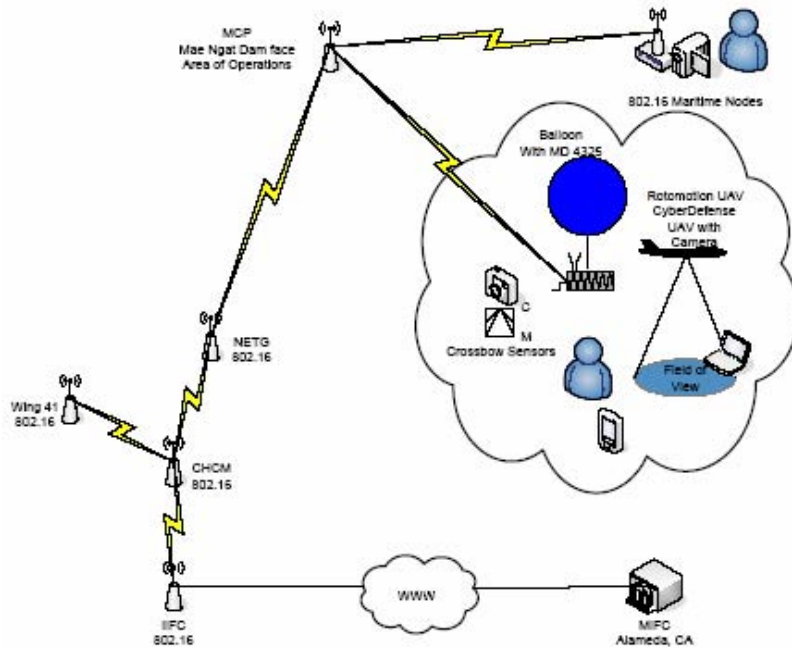 MCP
Mae Ngat Dam face
Area of Operations
802.16 Maritime Nodes
Balloon
With MD 4325
Rotomotion UAV
CyberDefense
UAV with
Camera
C
M
Crossbow Sensors
Field of
View
NETG
802.16
Wing 41
802.16
CHCM
802.16
IIFC
802.16
WWW
MIFC
Alameda, CA